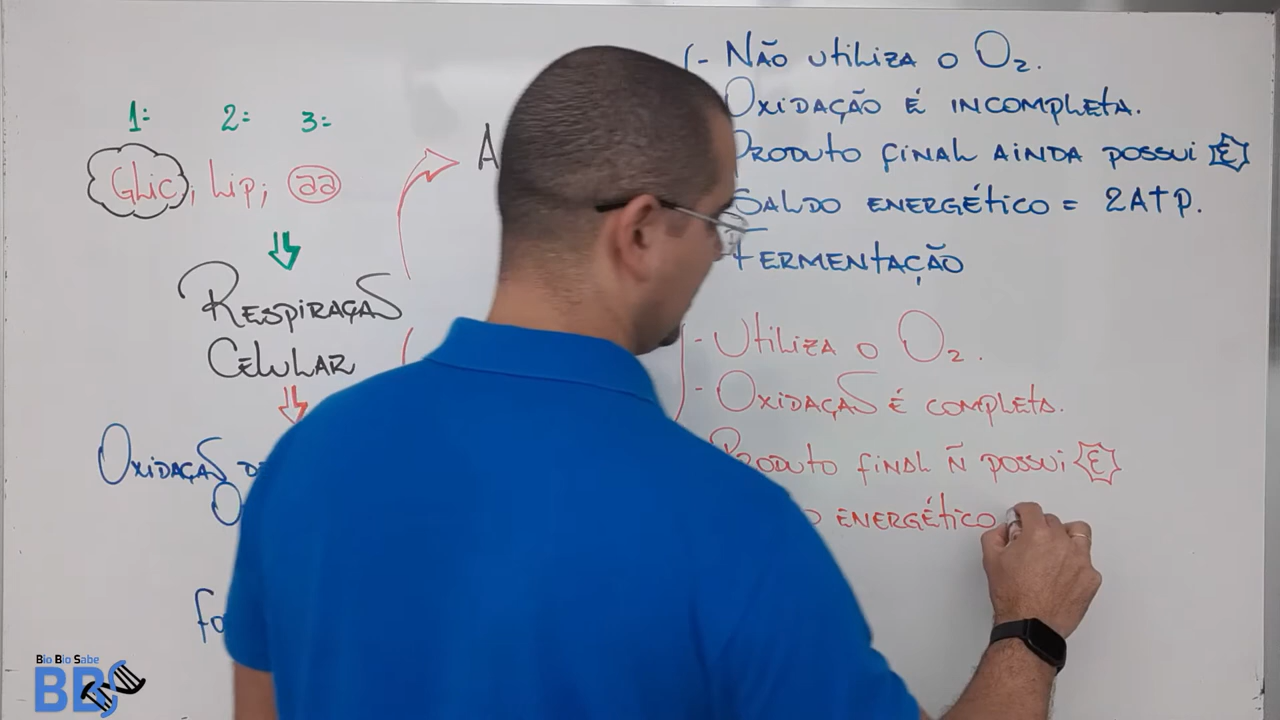 1: 2: 3:
Glic; Lip; aa
Respiração
Celular
Oxidação
- Não utiliza o O2.
Oxidação é incompleta.
Produto final ainda possui E
Saldo energético = 2ATP.
Fermentação
- Utiliza o O2.
- Oxidação é completa.
Produto final ñ possui E
energético
Bio Bio Sabe
BBS